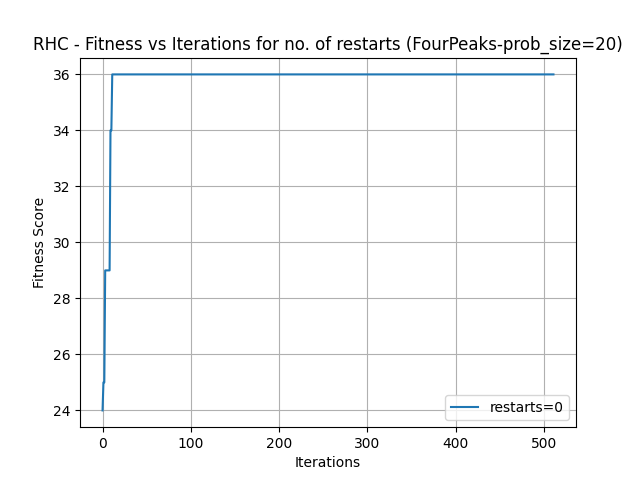 RHC - Fitness vs Iterations for no. of restarts (FourPeaks-prob_size=20)
36
34
32
30
28
26
24
Fitness Score
0 100 200 300 400 500
Iterations
restarts=0